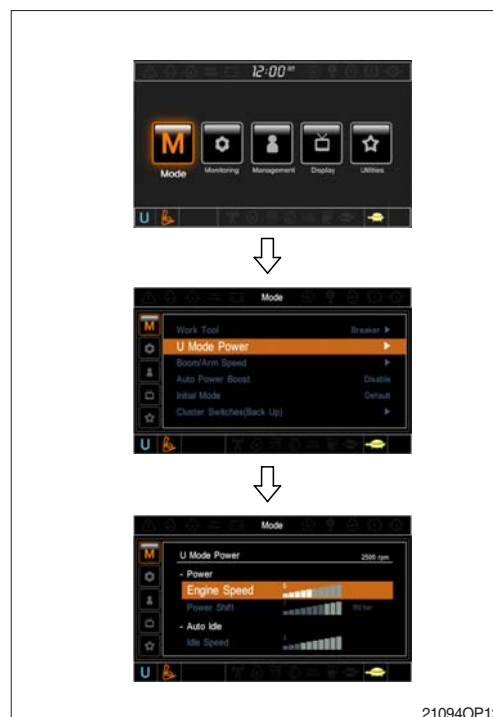 12:00 AM
M
Mode Monitoring Management Display Utilities
U
Mode
M
Work Tool Breaker
U Mode Power
Boom/Arm Speed
Auto Power Boost Disable
Initial Mode Default
Cluster Switches(Back Up)
U
Mode
M
U Mode Power 2500 rpm
- Power
Engine Speed
Power Shift
- Auto Idle
Idle Speed
U